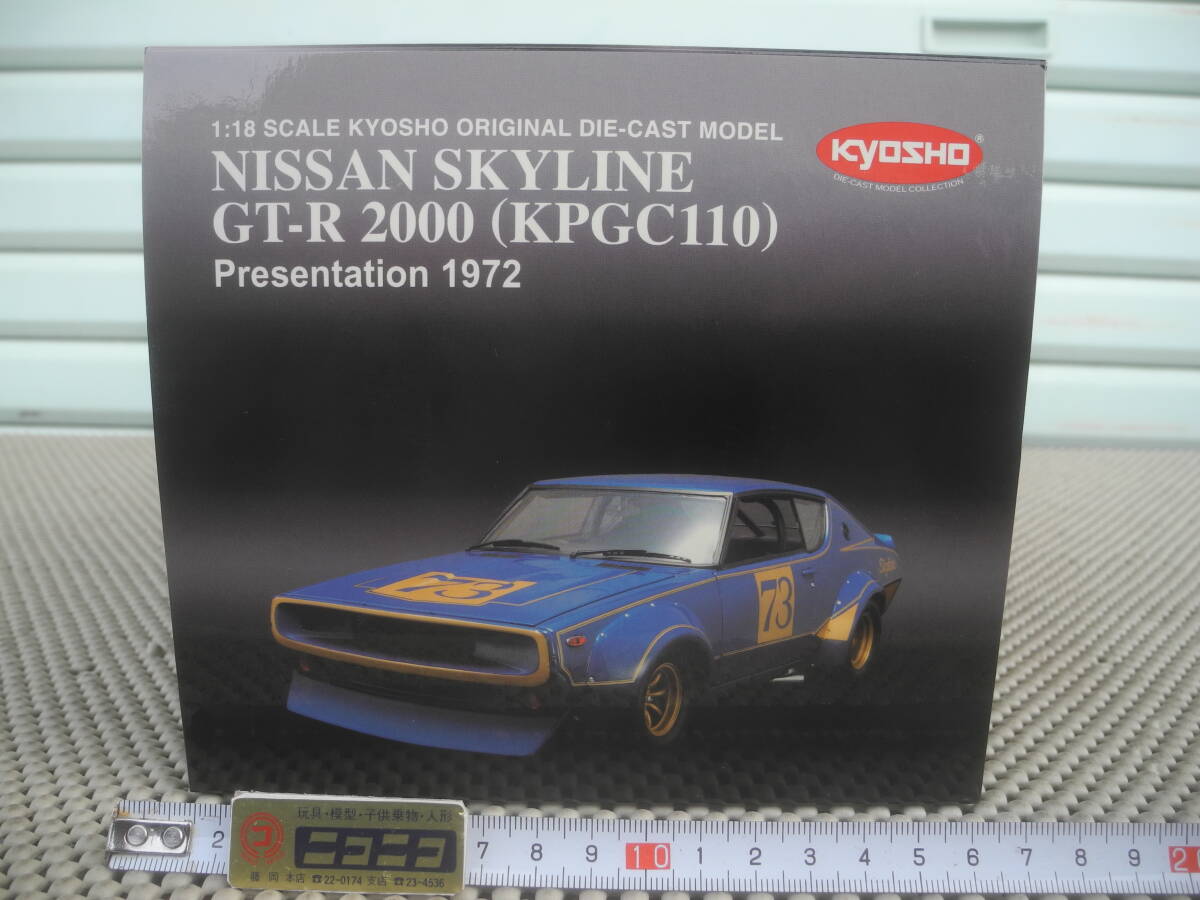 1:18 SCALE KYOSHO ORIGINAL DIE-CAST MODEL
NISSAN SKYLINE
GT-R 2000 (KPGC110)
Presentation 1972
KYOSHO®
DIE-CAST MODEL COLLECTION
73
73
Skyline
玩具・模型・子供乗物・人形
ニコニコ
藤岡 本店 ☎22-0174 支店 ☎23-4536
2 7 8 9 10 1 2 3 4 5 6 7 8 9 20